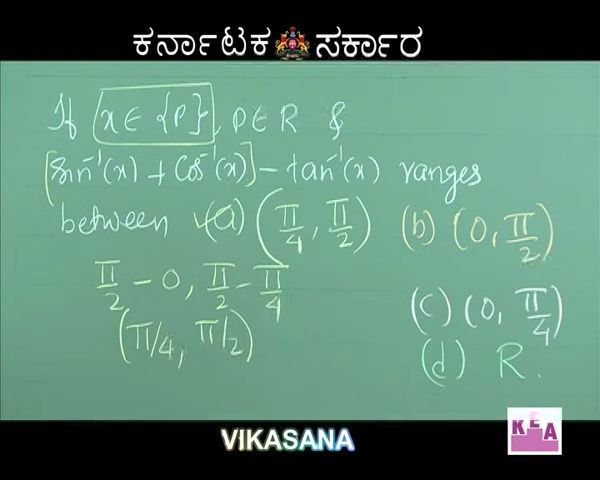 ಕರ್ನಾಟಕ ಸರ್ಕಾರ
If x ∈ {P}, P ∈ R &
[sin⁻¹(x) + cos⁻¹(x)] - tan⁻¹(x) ranges
between (a) (π/4, π/2) (b) (0, π/2)
π/2 - 0, π/2 - π/4
(c) (0, π/4)
(π/4, π/2)
(d) R.
VIKASANA
KEA